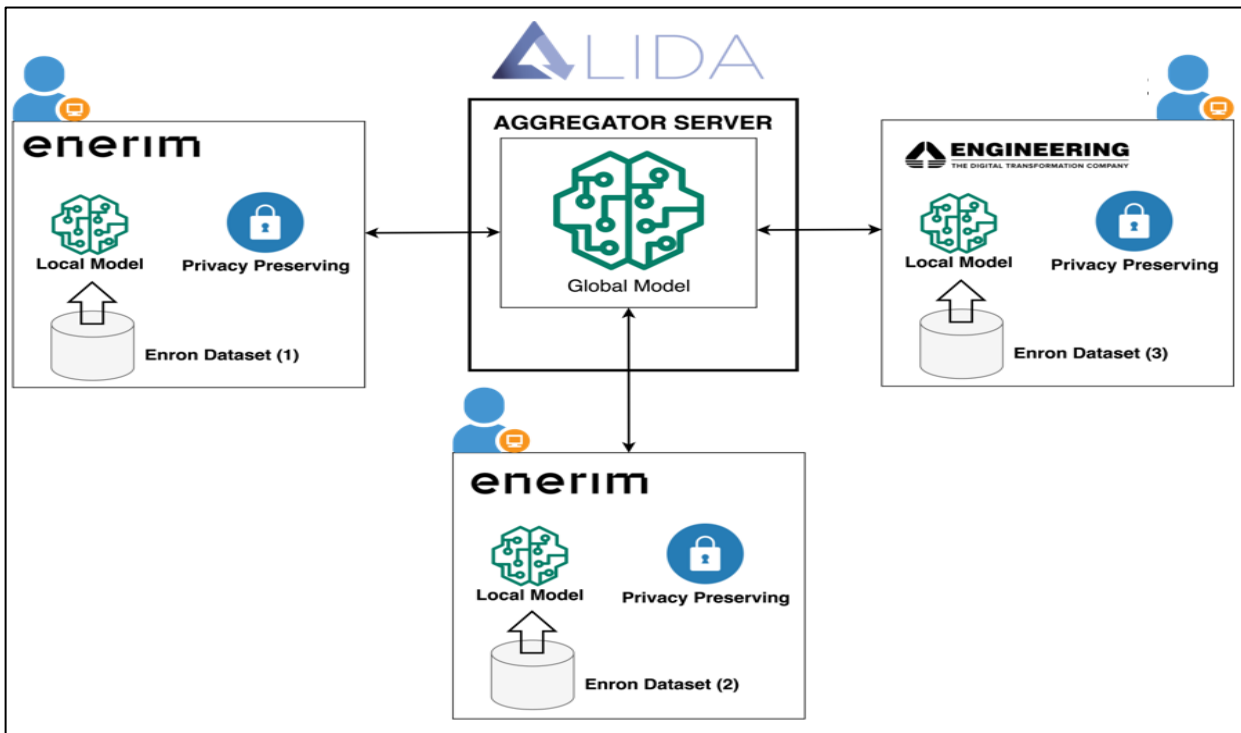 ALIDA
AGGREGATOR SERVER
Global Model
enerim
Local Model
Privacy Preserving
Enron Dataset (1)
ENGINEERING
THE DIGITAL TRANSFORMATION COMPANY
Local Model
Privacy Preserving
Enron Dataset (3)
enerim
Local Model
Privacy Preserving
Enron Dataset (2)